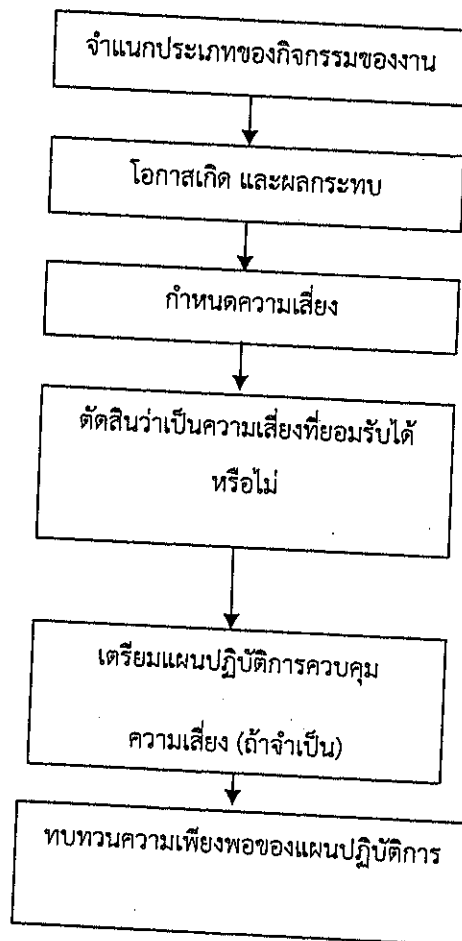 จำแนกประเภทของกิจกรรมของงาน
โอกาสเกิด และผลกระทบ
กำหนดความเสี่ยง
ตัดสินว่าเป็นความเสี่ยงที่ยอมรับได้
หรือไม่
เตรียมแผนปฏิบัติการควบคุม
ความเสี่ยง (ถ้าจำเป็น)
ทบทวนความเพียงพอของแผนปฏิบัติการ